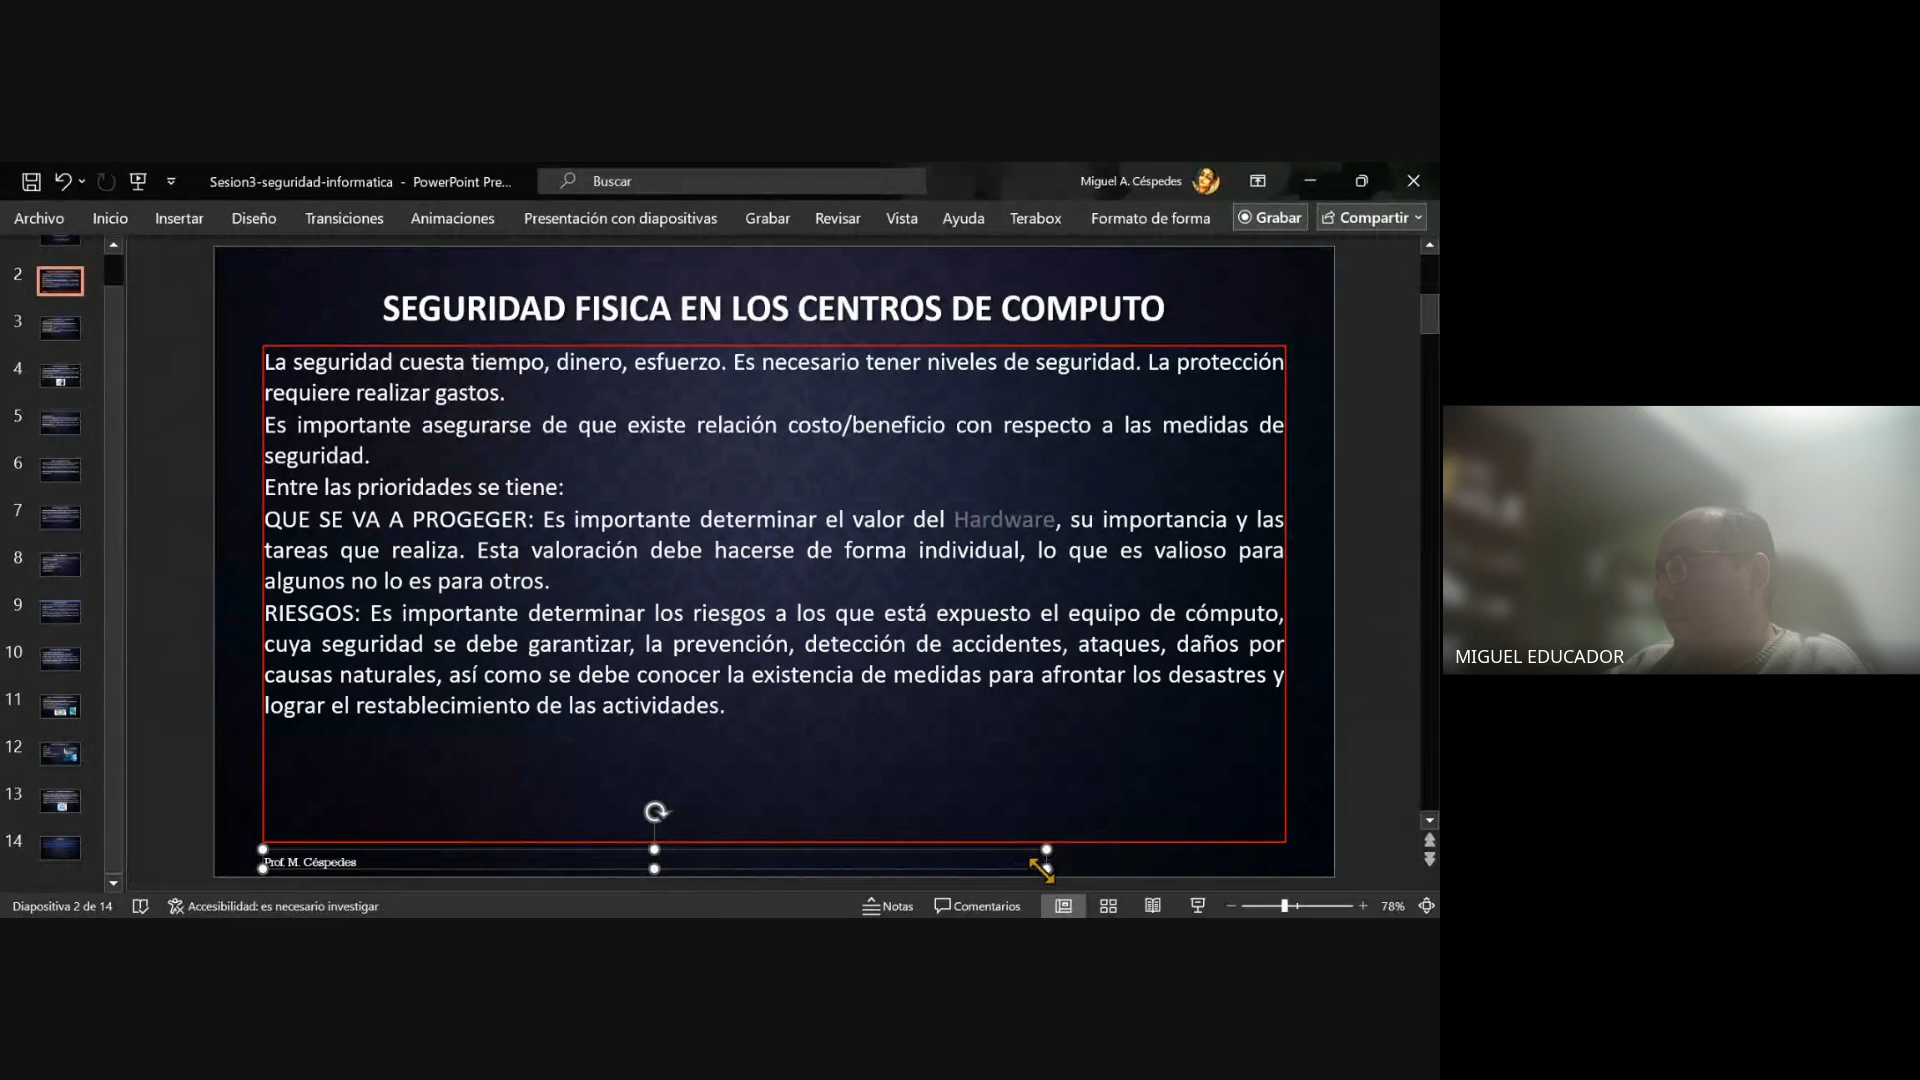 Sesion3-seguridad-informatica - PowerPoint Pre...
Buscar
Miguel A. Céspedes
Archivo Inicio Insertar Diseño Transiciones Animaciones Presentación con diapositivas Grabar Revisar Vista Ayuda Terabox Formato de forma Grabar Compartir
2
3
4
5
6
7
8
9
10
11
12
13
14
SEGURIDAD FISICA EN LOS CENTROS DE COMPUTO
La seguridad cuesta tiempo, dinero, esfuerzo. Es necesario tener niveles de seguridad. La protección
requiere realizar gastos.
Es importante asegurarse de que existe relación costo/beneficio con respecto a las medidas de
seguridad.
Entre las prioridades se tiene:
QUE SE VA A PROGEGER: Es importante determinar el valor del Hardware, su importancia y las
tareas que realiza. Esta valoración debe hacerse de forma individual, lo que es valioso para
algunos no lo es para otros.
RIESGOS: Es importante determinar los riesgos a los que está expuesto el equipo de cómputo,
cuya seguridad se debe garantizar, la prevención, detección de accidentes, ataques, daños por
causas naturales, así como se debe conocer la existencia de medidas para afrontar los desastres y
lograr el restablecimiento de las actividades.
Prof. M. Céspedes
Diapositiva 2 de 14 Accesibilidad: es necesario investigar Notas Comentarios 78%
MIGUEL EDUCADOR